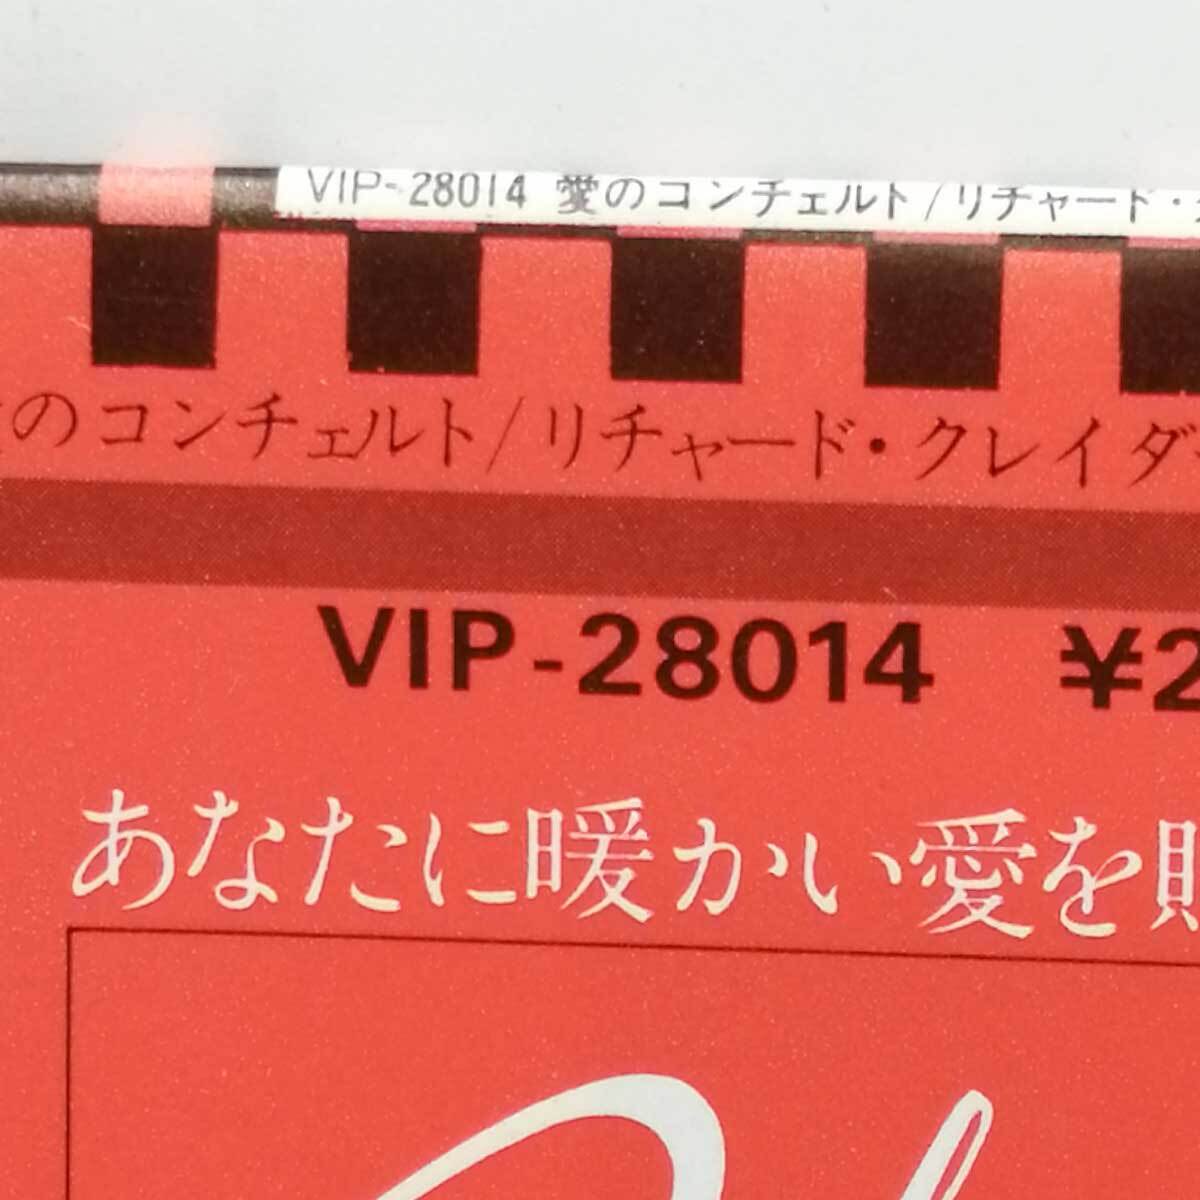 VIP-28014 愛のコンチェルト/リチャード・
のコンチェルト/リチャード・クレイダ
VIP-28014 ¥2
あなたに暖かい愛を